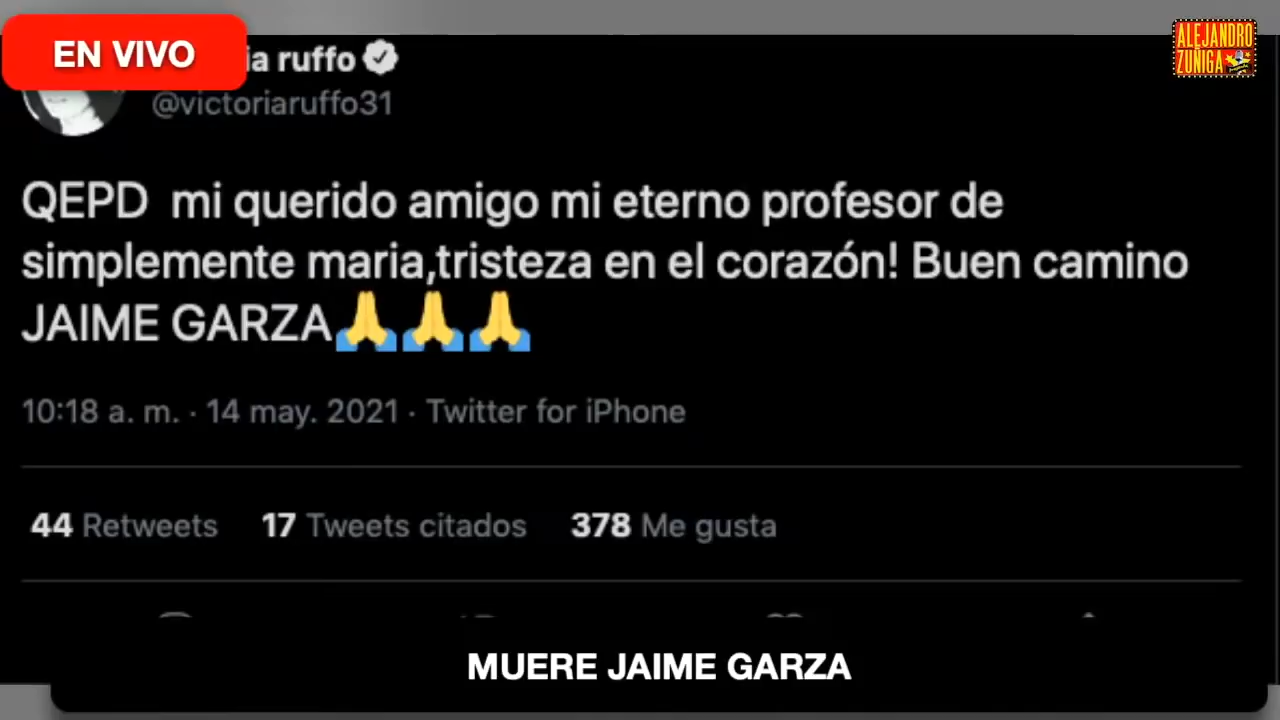 EN VIVO
ia ruffo
@victoriaruffo31
ALEJANDRO
ZUÑIGA
QEPD  mi querido amigo mi eterno profesor de
simplemente maria,tristeza en el corazón! Buen camino
JAIME GARZA🙏🙏🙏
10:18 a. m. · 14 may. 2021 · Twitter for iPhone
44 Retweets 17 Tweets citados 378 Me gusta
MUERE JAIME GARZA